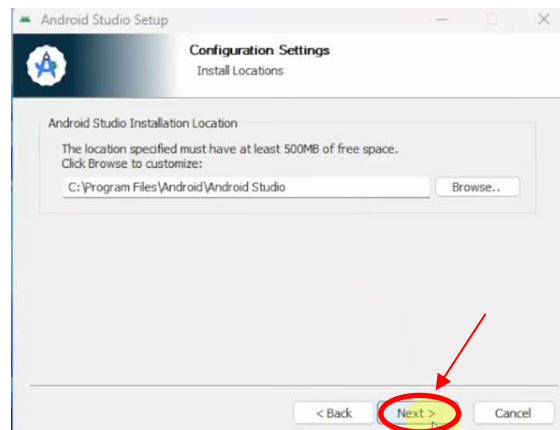 Android Studio Setup
Configuration Settings
Install Locations
Android Studio Installation Location
The location specified must have at least 500MB of free space.
Click Browse to customize:
C:\Program Files\Android\Android Studio
Browse..
< Back
Next >
Cancel